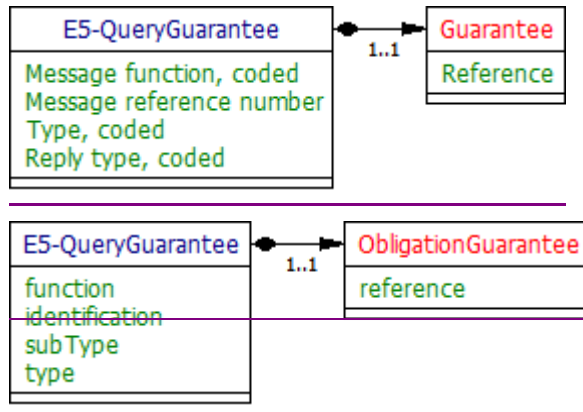 E5-QueryGuarantee
1..1
Guarantee
Message function, coded
Message reference number
Type, coded
Reply type, coded
Reference
E5-QueryGuarantee
1..1
ObligationGuarantee
function
identification
subType
type
reference